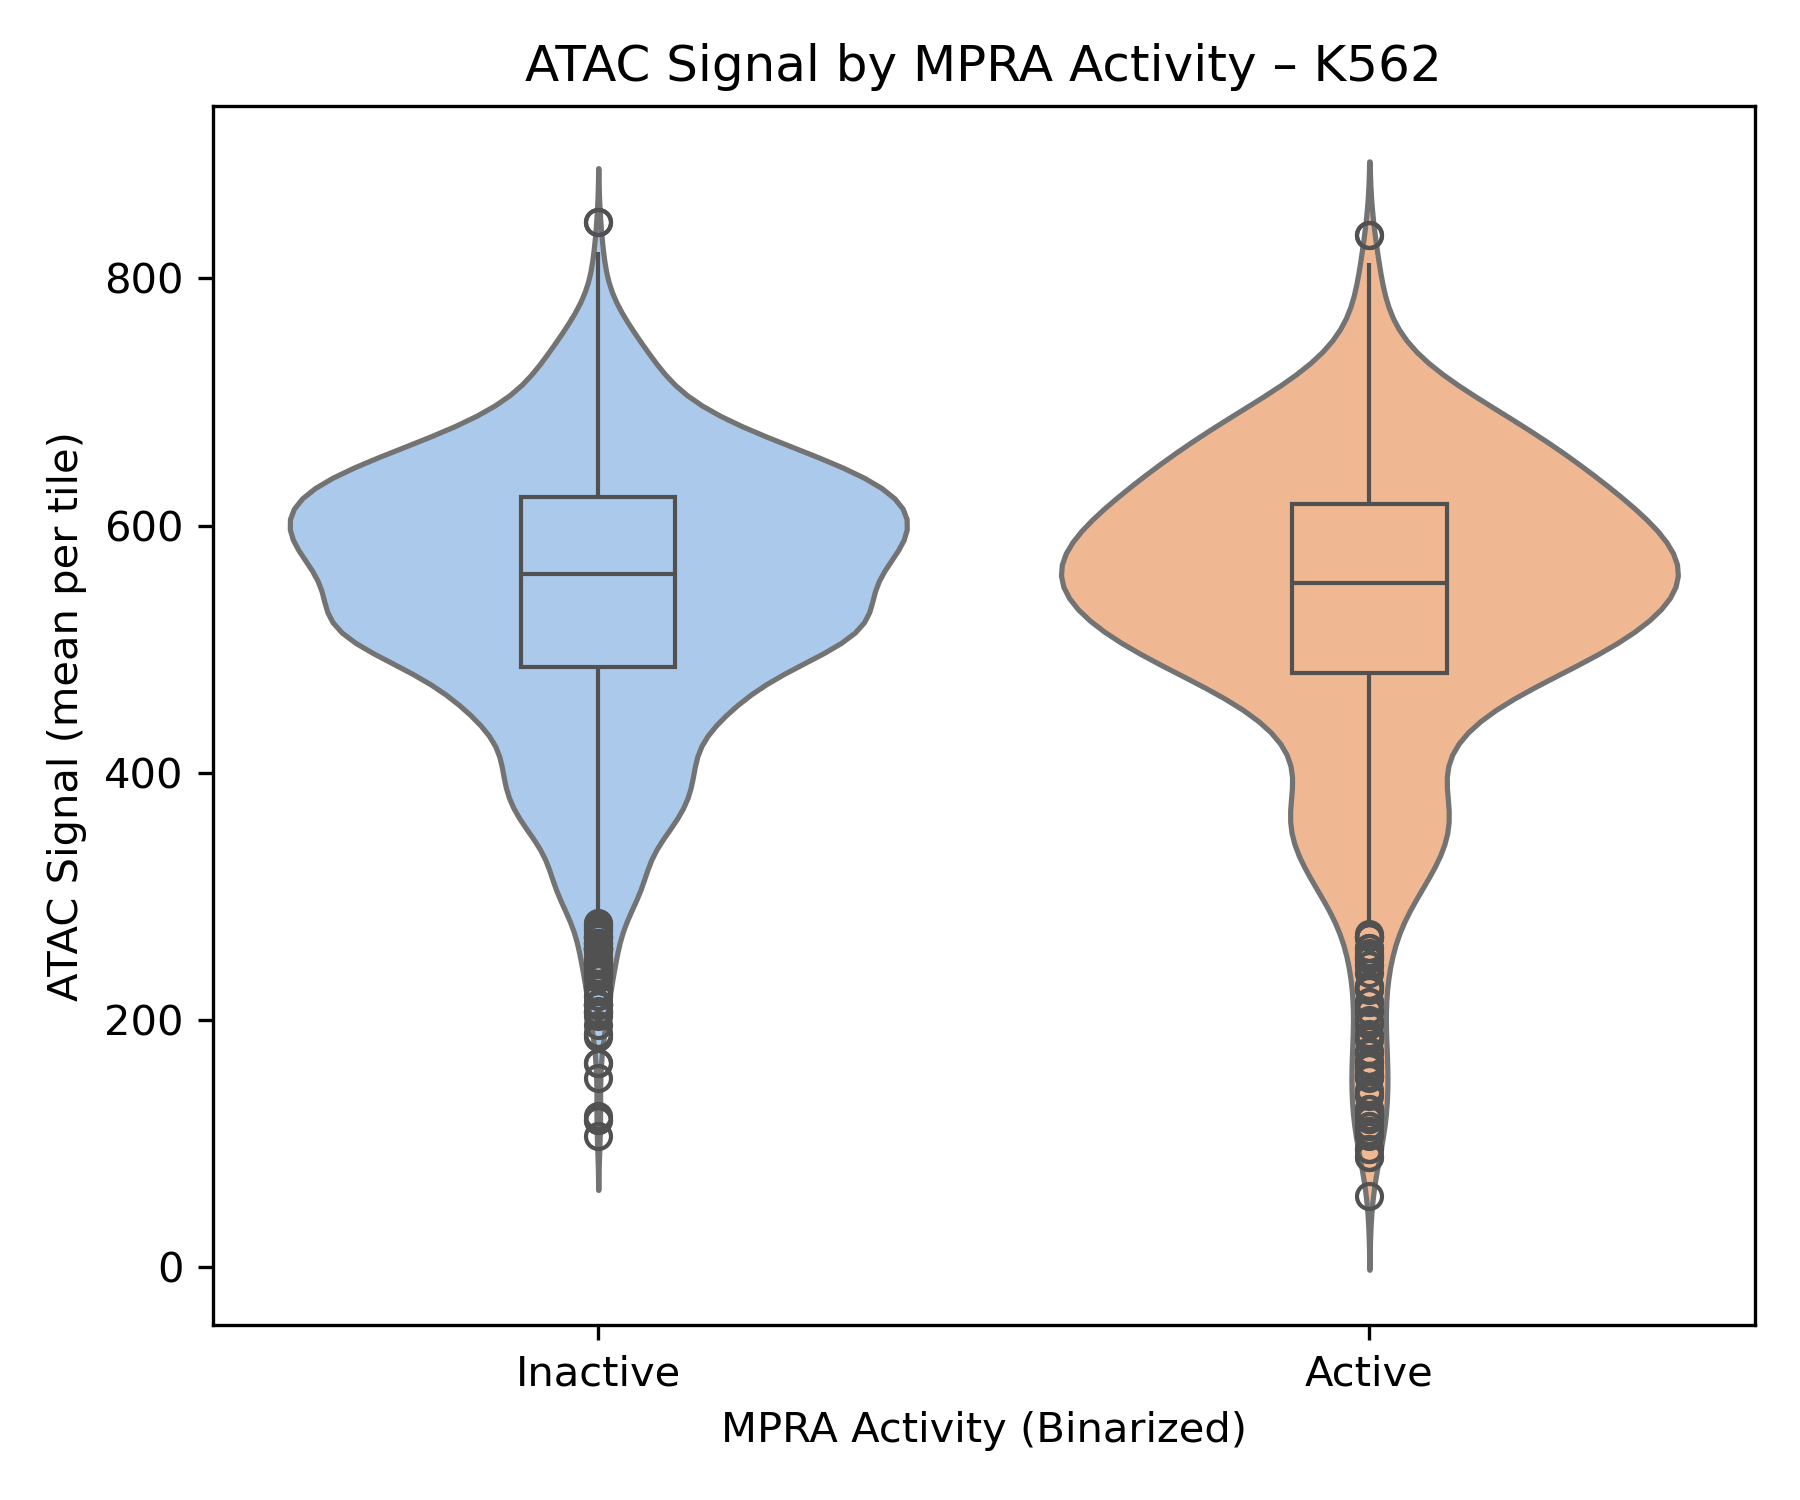 ATAC Signal by MPRA Activity – K562
ATAC Signal (mean per tile)
800
600
400
200
0
Inactive
Active
MPRA Activity (Binarized)